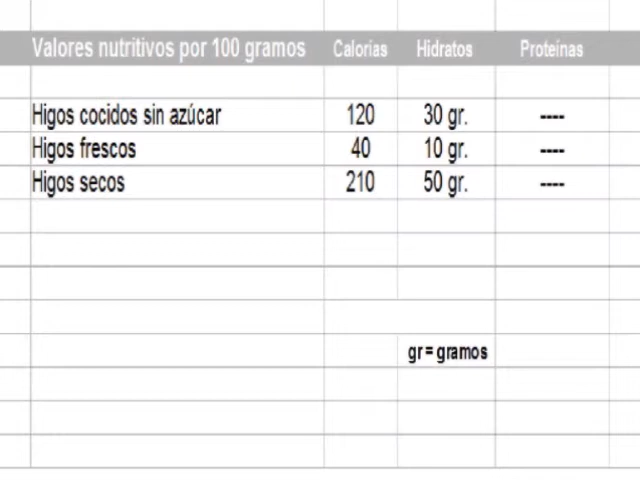 Valores nutritivos por 100 gramos Calorías Hidratos Proteínas
Higos cocidos sin azúcar 120 30 gr. ----
Higos frescos 40 10 gr. ----
Higos secos 210 50 gr. ----
gr = gramos